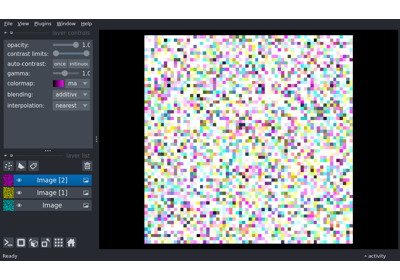 File View Plugins Window Help
layer controls
opacity: 1.0
contrast limits:
auto-contrast: once
gamma: 1.0
colormap: ma
blending: additive
interpolation: nearest
layer list
Image [2]
Image [1]
Image
Ready activity